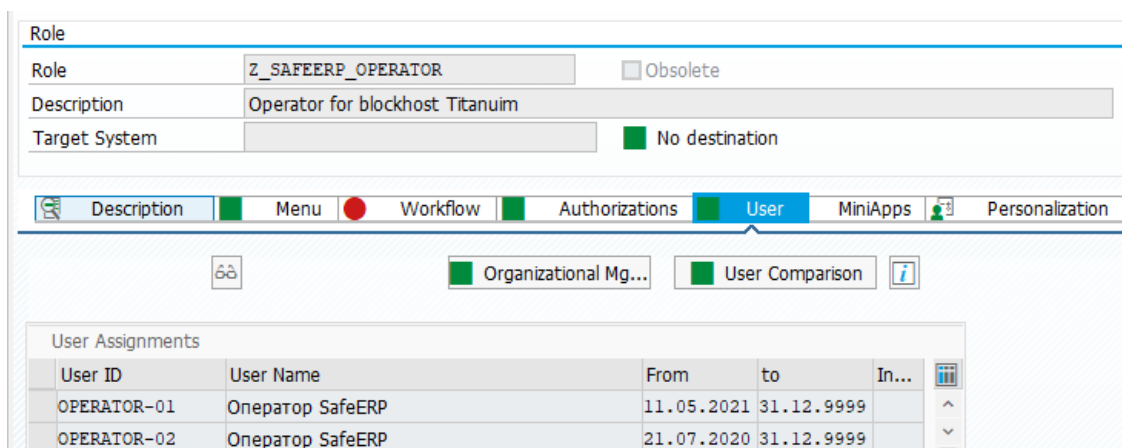 Role
Role Z_SAFEERP_OPERATOR Obsolete
Description Operator for blockhost Titanuim
Target System No destination
Description Menu Workflow Authorizations User MiniApps Personalization
Organizational Mg... User Comparison
User Assignments
User ID User Name From to In...
OPERATOR-01 Оператор SafeERP 11.05.2021 31.12.9999
OPERATOR-02 Оператор SafeERP 21.07.2020 31.12.9999